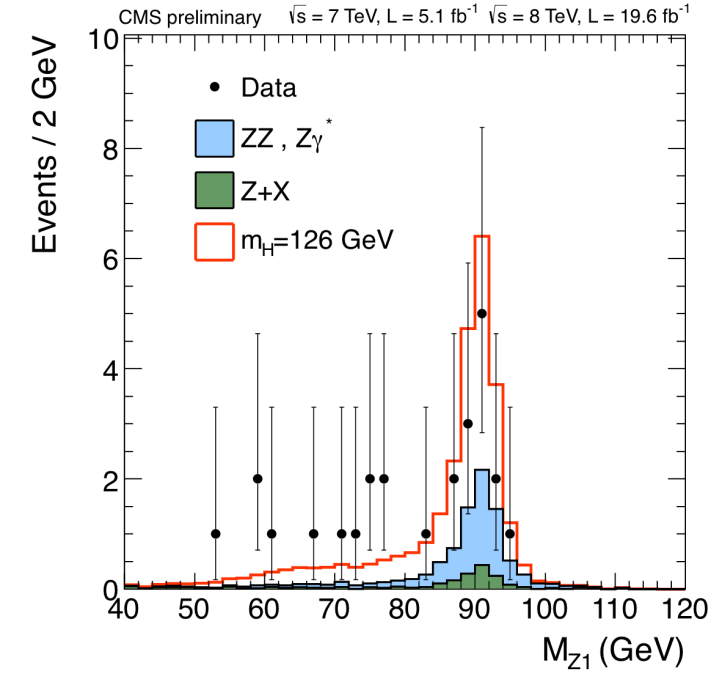 CMS preliminary √s = 7 TeV, L = 5.1 fb⁻¹ √s = 8 TeV, L = 19.6 fb⁻¹
Events / 2 GeV
10
8
6
4
2
0
Data
ZZ , Zγ*
Z+X
m_H=126 GeV
40 50 60 70 80 90 100 110 120
M_Z1 (GeV)